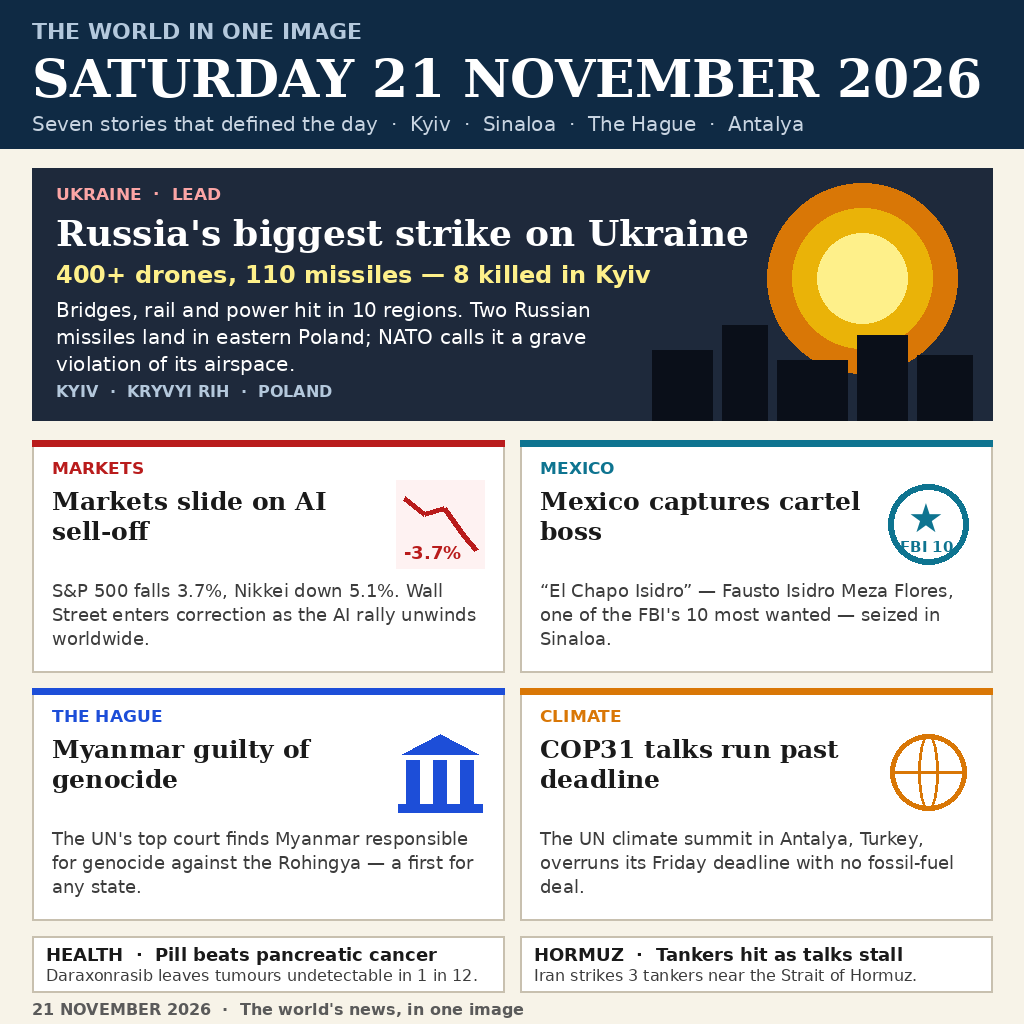 THE WORLD IN ONE IMAGE
SATURDAY 21 NOVEMBER 2026
Seven stories that defined the day · Kyiv · Sinaloa · The Hague · Antalya
UKRAINE · LEAD
Russia's biggest strike on Ukraine
400+ drones, 110 missiles — 8 killed in Kyiv
Bridges, rail and power hit in 10 regions. Two Russian
missiles land in eastern Poland; NATO calls it a grave
violation of its airspace.
KYIV · KRYVYI RIH · POLAND
MARKETS
Markets slide on AI
sell-off
-3.7%
S&P 500 falls 3.7%, Nikkei down 5.1%. Wall
Street enters correction as the AI rally unwinds
worldwide.
MEXICO
Mexico captures cartel
boss
FBI 10
“El Chapo Isidro” — Fausto Isidro Meza Flores,
one of the FBI's 10 most wanted — seized in
Sinaloa.
THE HAGUE
Myanmar guilty of
genocide
The UN's top court finds Myanmar responsible
for genocide against the Rohingya — a first for
any state.
CLIMATE
COP31 talks run past
deadline
The UN climate summit in Antalya, Turkey,
overruns its Friday deadline with no fossil-fuel
deal.
HEALTH · Pill beats pancreatic cancer
Daraxonrasib leaves tumours undetectable in 1 in 12.
HORMUZ · Tankers hit as talks stall
Iran strikes 3 tankers near the Strait of Hormuz.
21 NOVEMBER 2026 · The world's news, in one image